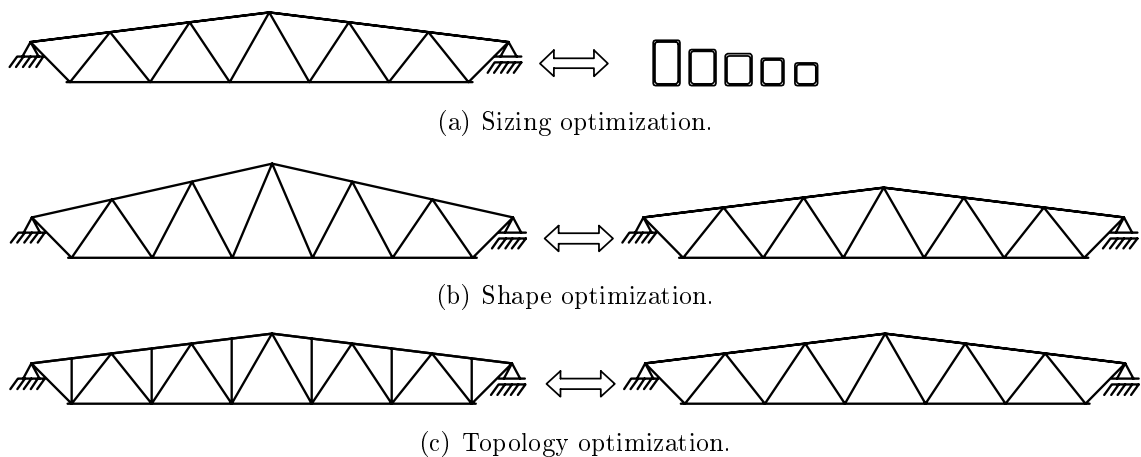 (a) Sizing optimization.
(b) Shape optimization.
(c) Topology optimization.